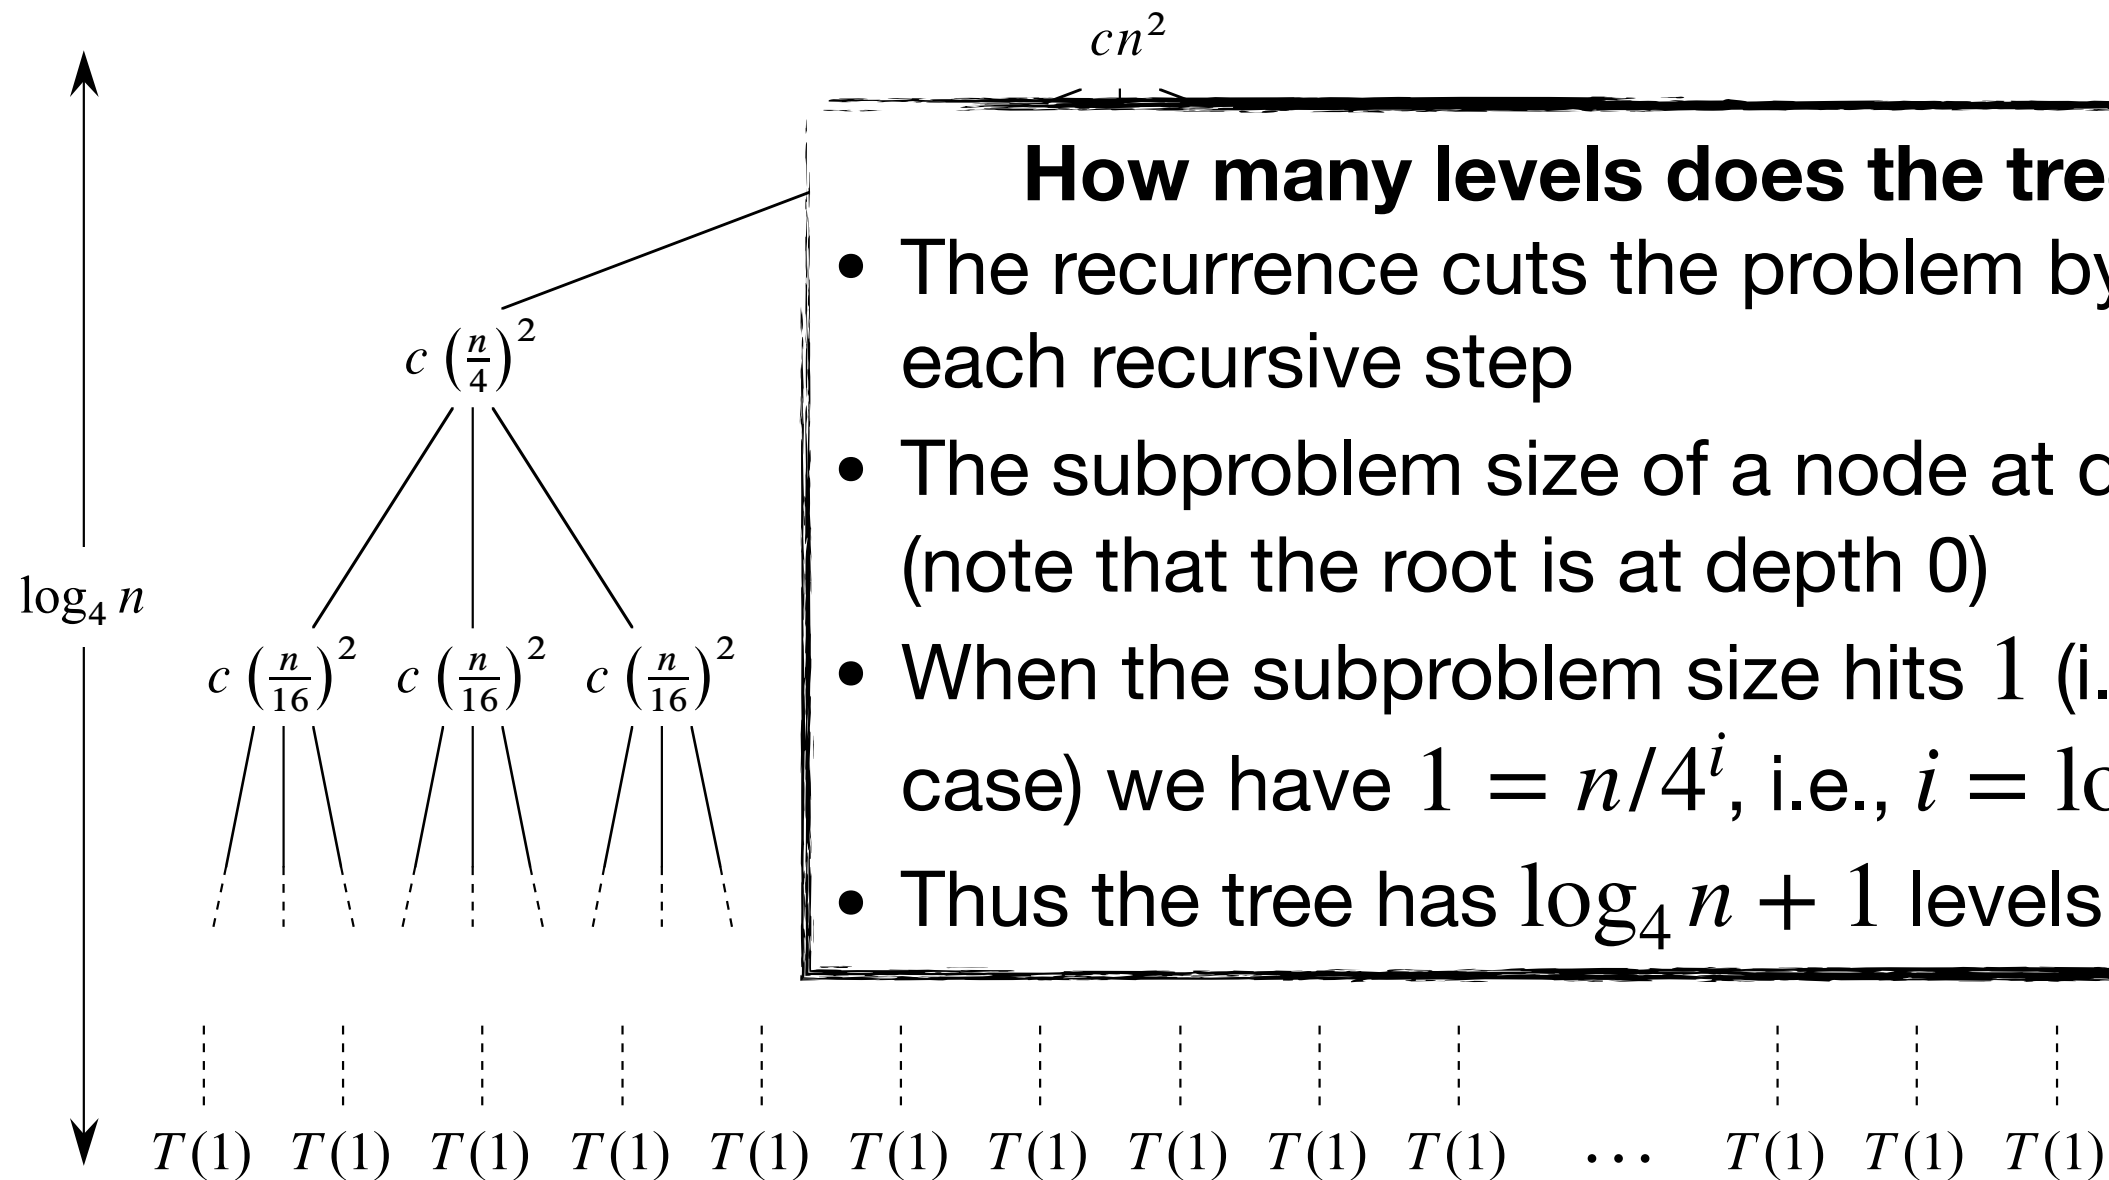 cn²
How many levels does the tre
• The recurrence cuts the problem by
each recursive step
c (n/4)²
• The subproblem size of a node at
(note that the root is at depth 0)
log₄ n
c (n/16)² c (n/16)² c (n/16)²
• When the subproblem size hits 1 (i.
case) we have 1 = n/4ⁱ, i.e., i = lo
• Thus the tree has log₄ n + 1 levels
T(1) T(1) T(1) T(1) T(1) T(1) T(1) T(1) T(1) T(1) ⋯ T(1) T(1) T(1)